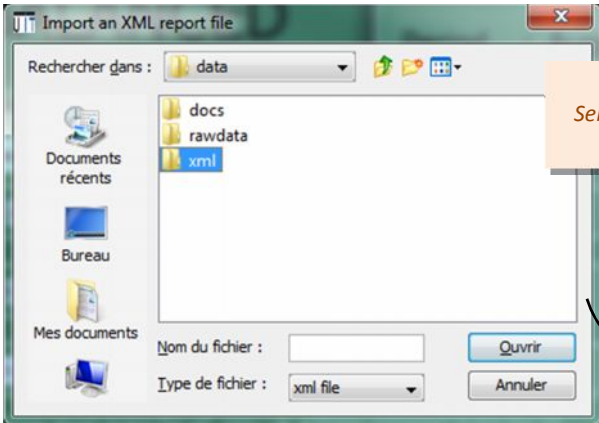 Import an XML report file
Rechercher dans :
data
docs
rawdata
xml
Documents
récents
Bureau
Mes documents
Nom du fichier :
Ouvrir
Type de fichier :
xml file
Annuler